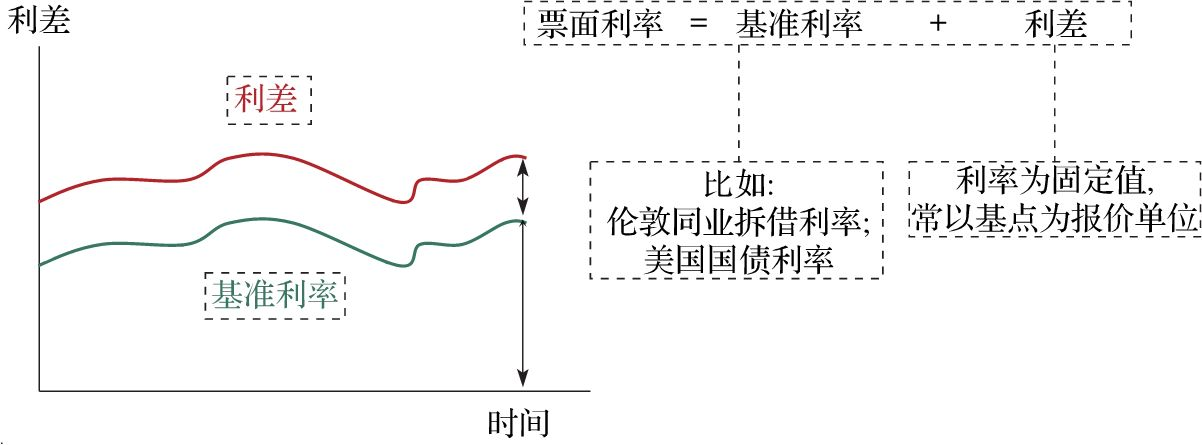 利差
票面利率 = 基准利率 + 利差
利差
比如:
伦敦同业拆借利率;
美国国债利率
利率为固定值,
常以基点为报价单位
基准利率
时间